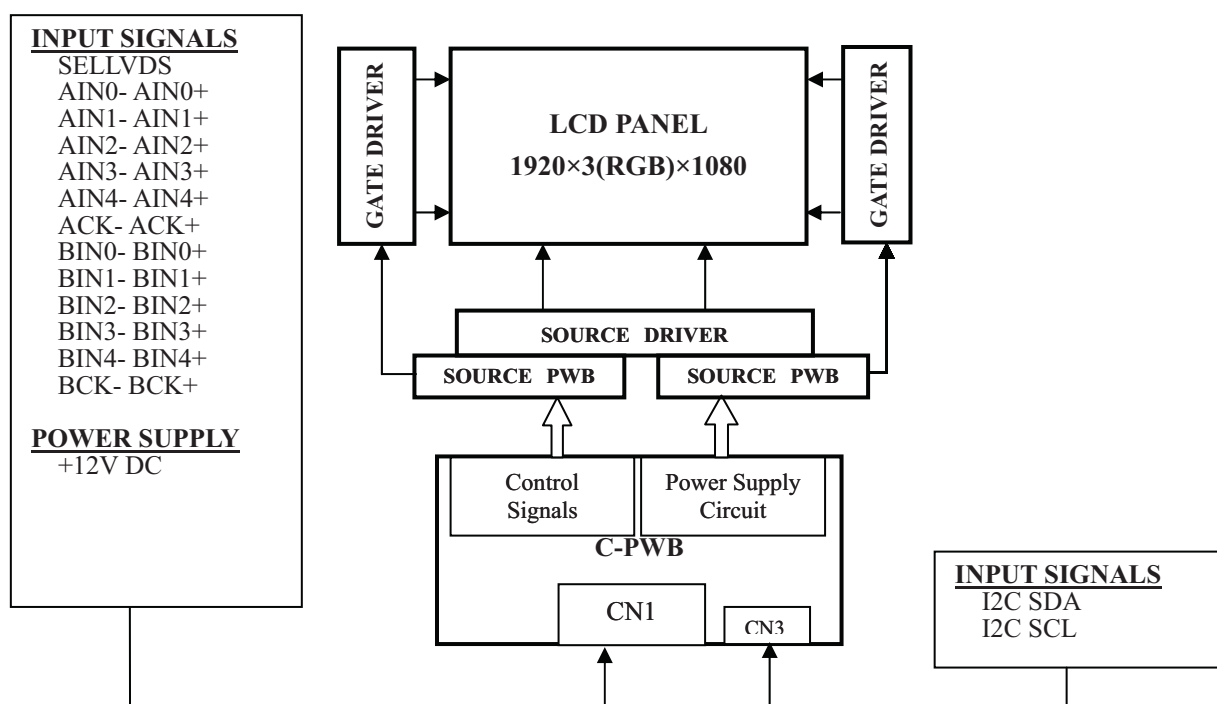 INPUT SIGNALS
SELLVDS
AIN0- AIN0+
AIN1- AIN1+
AIN2- AIN2+
AIN3- AIN3+
AIN4- AIN4+
ACK- ACK+
BIN0- BIN0+
BIN1- BIN1+
BIN2- BIN2+
BIN3- BIN3+
BIN4- BIN4+
BCK- BCK+
POWER SUPPLY
+12V DC
GATE DRIVER
LCD PANEL
1920×3(RGB)×1080
GATE DRIVER
SOURCE DRIVER
SOURCE PWB
SOURCE PWB
Control
Signals
Power Supply
Circuit
C-PWB
CN1
CN3
INPUT SIGNALS
I2C SDA
I2C SCL